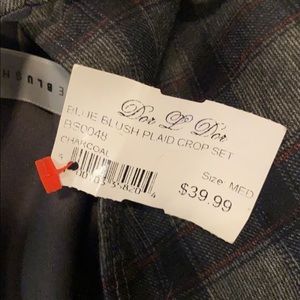 E BLUSH
Dor L' Dor
BLUE BLUSH PLAID CROP SET
BS0048
CHARCOAL
Size: MED
$39.99